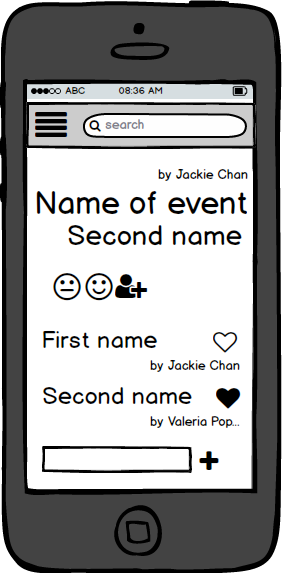 ABC 08:36 AM
search
by Jackie Chan
Name of event
Second name
First name
by Jackie Chan
Second name
by Valeria Pop...